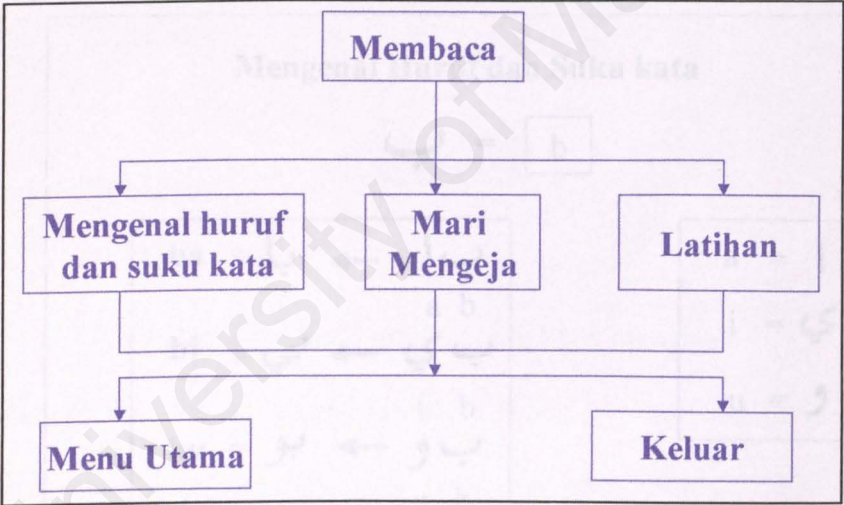 Membaca
Mengenal huruf
dan suku kata
Mari
Mengeja
Latihan
Menu Utama
Keluar